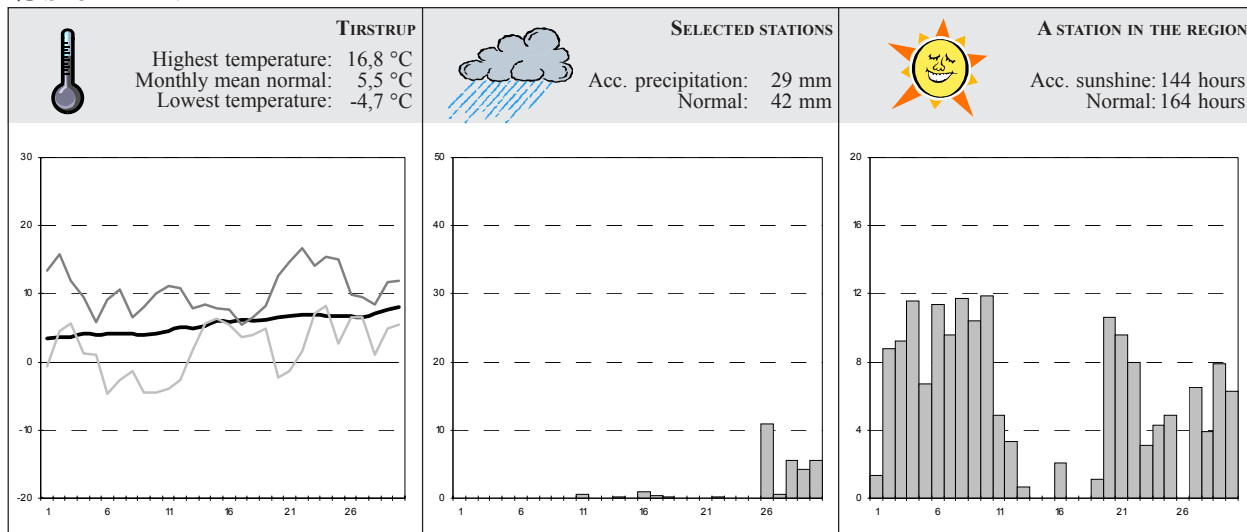 TIRSTRUP
Highest temperature: 16,8 °C
Monthly mean normal: 5,5 °C
Lowest temperature: -4,7 °C
SELECTED STATIONS
Acc. precipitation: 29 mm
Normal: 42 mm
A STATION IN THE REGION
Acc. sunshine: 144 hours
Normal: 164 hours
30
20
10
0
-10
-20
1 6 11 16 21 26
50
40
30
20
10
0
1 6 11 16 21 26
20
16
12
8
4
0
1 6 11 16 21 26